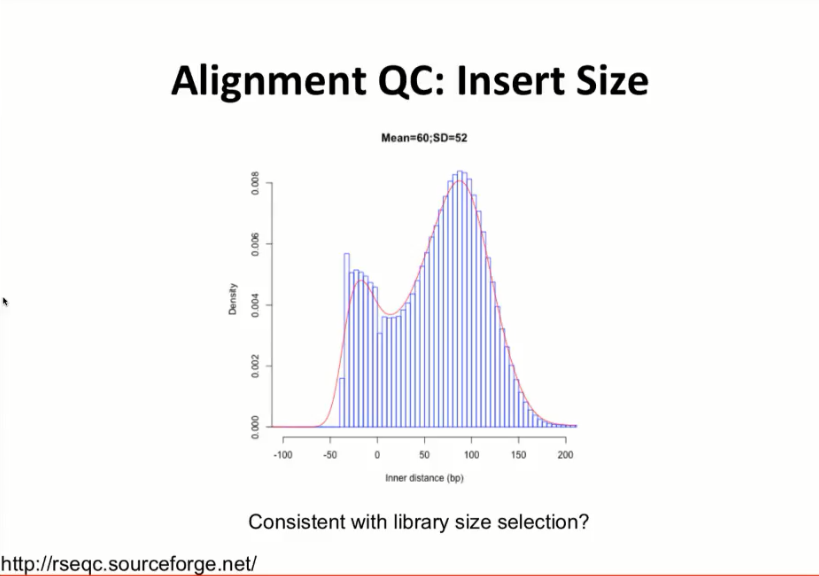 Alignment QC: Insert Size
Mean=60;SD=52
0.008
0.006
0.004
0.002
0.000
Density
-100 -50 0 50 100 150 200
Inner distance (bp)
Consistent with library size selection?
http://rseqc.sourceforge.net/